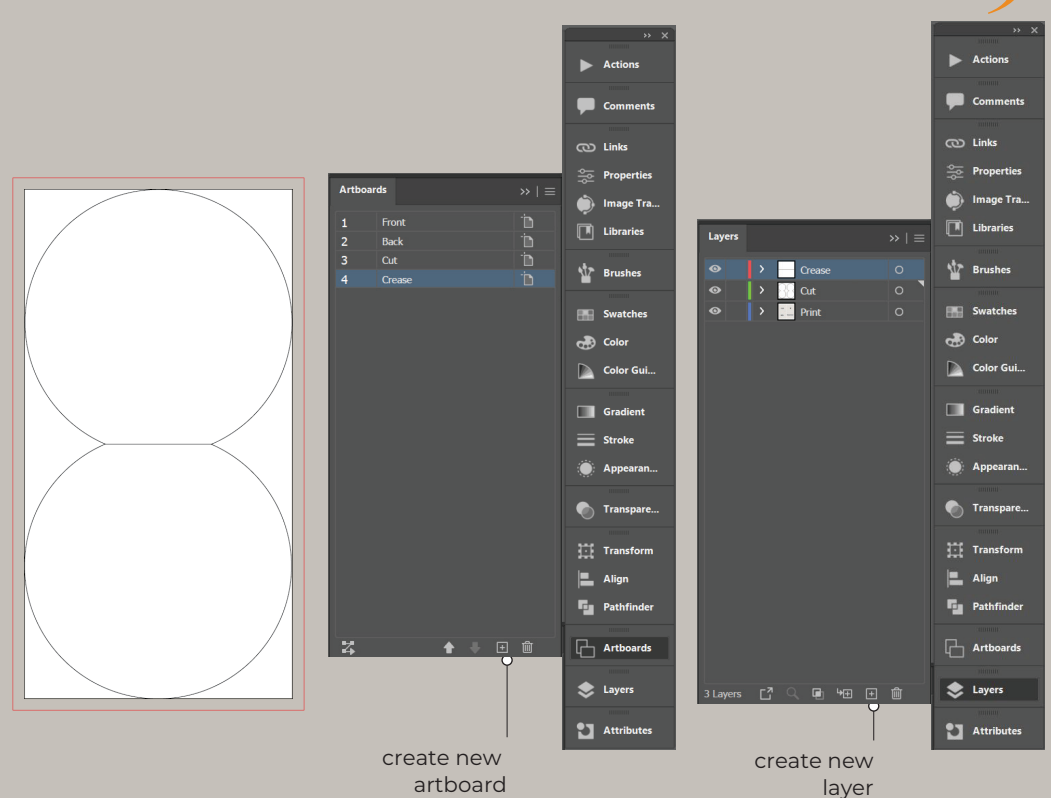 Artboards
1 Front
2 Back
3 Cut
4 Crease
create new
artboard
Actions
Comments
Links
Properties
Image Tra...
Libraries
Brushes
Swatches
Color
Color Gui...
Gradient
Stroke
Appearan...
Transpare...
Transform
Align
Pathfinder
Artboards
Layers
Attributes
Layers
Crease
Cut
Print
3 Layers
create new
layer
Actions
Comments
Links
Properties
Image Tra...
Libraries
Brushes
Swatches
Color
Color Gui...
Gradient
Stroke
Appearan...
Transpare...
Transform
Align
Pathfinder
Artboards
Layers
Attributes